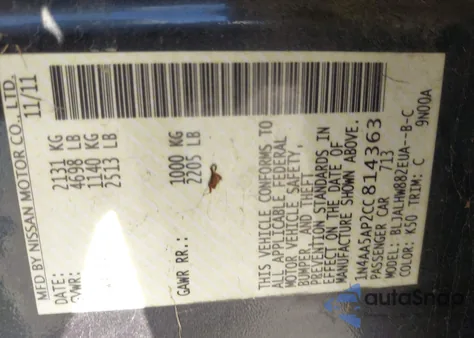 MFD BY NISSAN MOTOR CO., LTD.
DATE: 11/11
GVWR: 2131 KG
4698 LB
1140 KG
2513 LB
GAWR RR.: 1000 KG
2205 LB
THIS VEHICLE CONFORMS TO
ALL APPLICABLE FEDERAL
MOTOR VEHICLE SAFETY,
BUMPER, AND THEFT
PREVENTION STANDARDS IN
EFFECT ON THE DATE OF
MANUFACTURE SHOWN ABOVE.
1N4AA5AP2CC814363
PASSENGER CAR 713
MODEL: BLJALHW882EUA--B-C
COLOR: K50 TRIM: C 9N00A
autoSnap